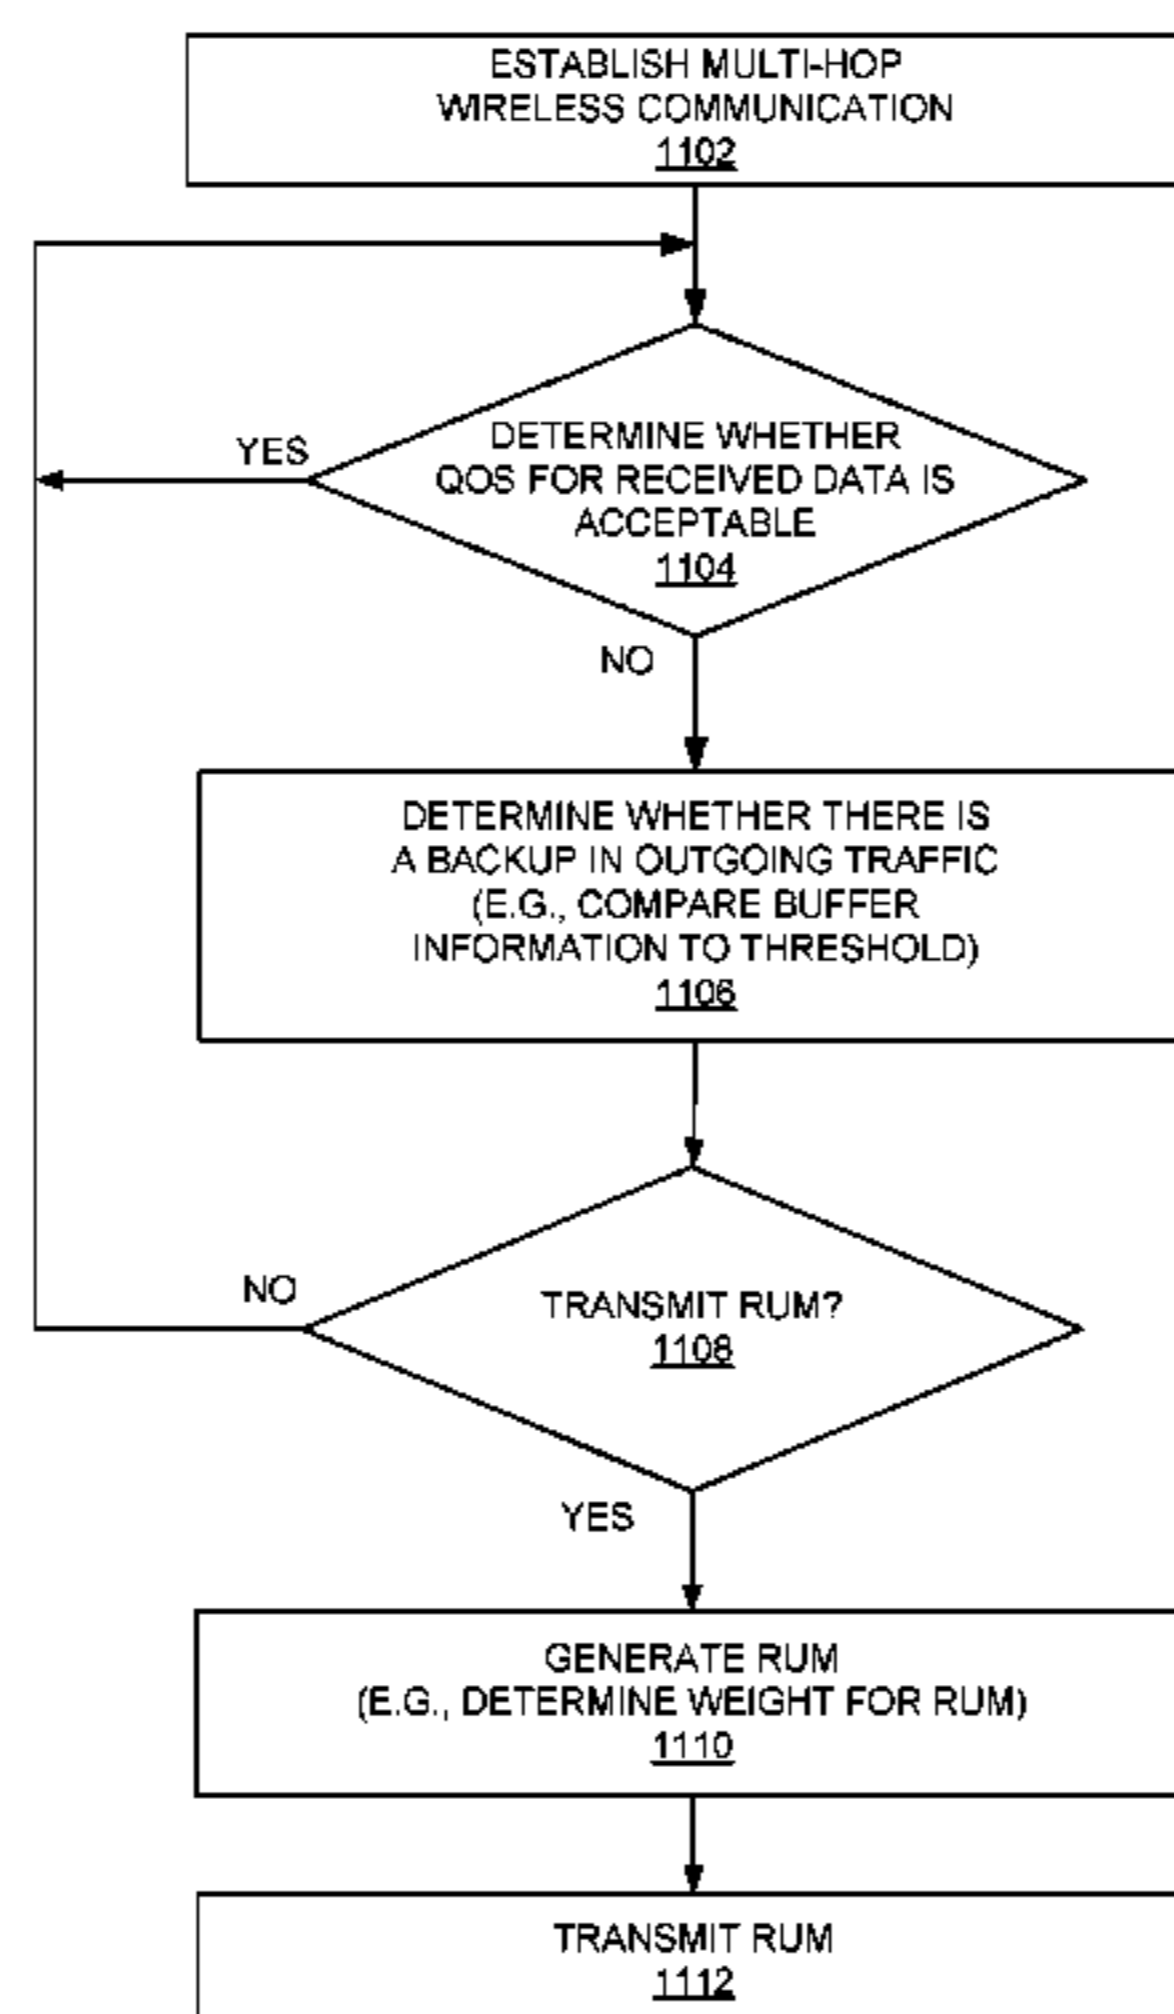 ESTABLISH MULTI-HOP
WIRELESS COMMUNICATION
1102
YES
DETERMINE WHETHER
QOS FOR RECEIVED DATA IS
ACCEPTABLE
1104
NO
DETERMINE WHETHER THERE IS
A BACKUP IN OUTGOING TRAFFIC
(E.G., COMPARE BUFFER
INFORMATION TO THRESHOLD)
1106
NO
TRANSMIT RUM?
1108
YES
GENERATE RUM
(E.G., DETERMINE WEIGHT FOR RUM)
1110
TRANSMIT RUM
1112